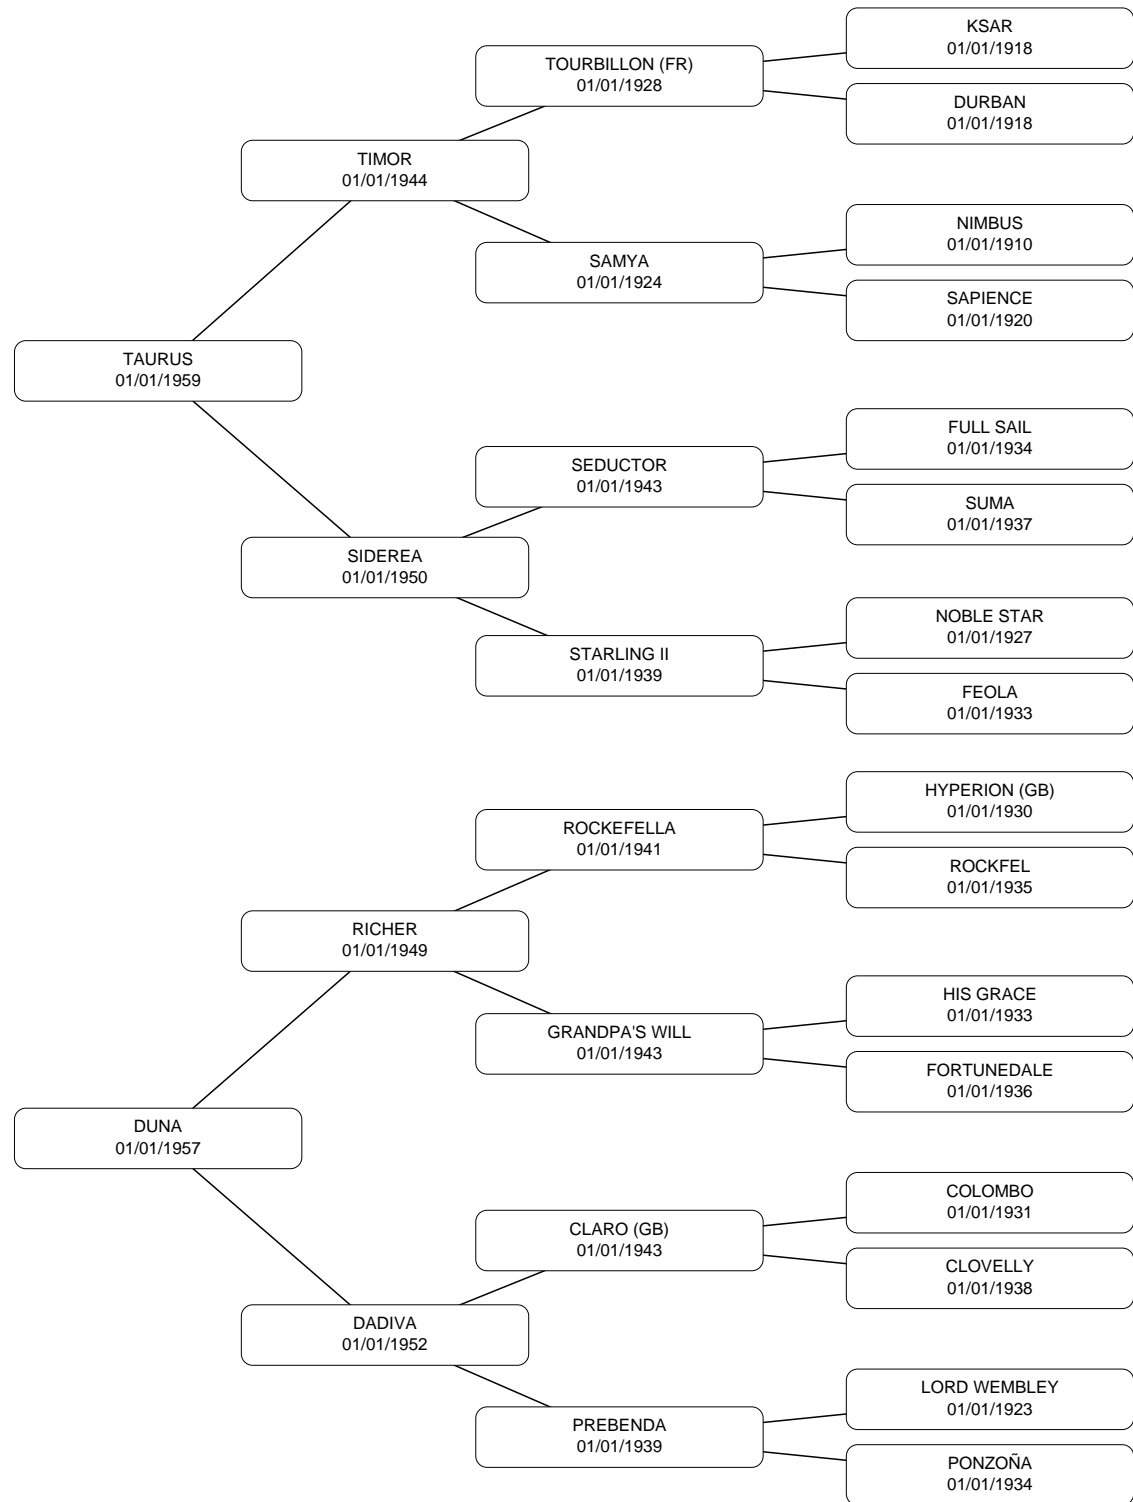 KSAR
01/01/1918
TOURBILLON (FR)
01/01/1928
DURBAN
01/01/1918
TIMOR
01/01/1944
NIMBUS
01/01/1910
SAMYA
01/01/1924
SAPIENCE
01/01/1920
TAURUS
01/01/1959
FULL SAIL
01/01/1934
SEDUCTOR
01/01/1943
SUMA
01/01/1937
SIDEREA
01/01/1950
NOBLE STAR
01/01/1927
STARLING II
01/01/1939
FEOLA
01/01/1933
HYPERION (GB)
01/01/1930
ROCKEFELLA
01/01/1941
ROCKFEL
01/01/1935
RICHER
01/01/1949
HIS GRACE
01/01/1933
GRANDPA'S WILL
01/01/1943
FORTUNEDALE
01/01/1936
DUNA
01/01/1957
COLOMBO
01/01/1931
CLARO (GB)
01/01/1943
CLOVELLY
01/01/1938
DADIVA
01/01/1952
LORD WEMBLEY
01/01/1923
PREBENDA
01/01/1939
PONZOÑA
01/01/1934